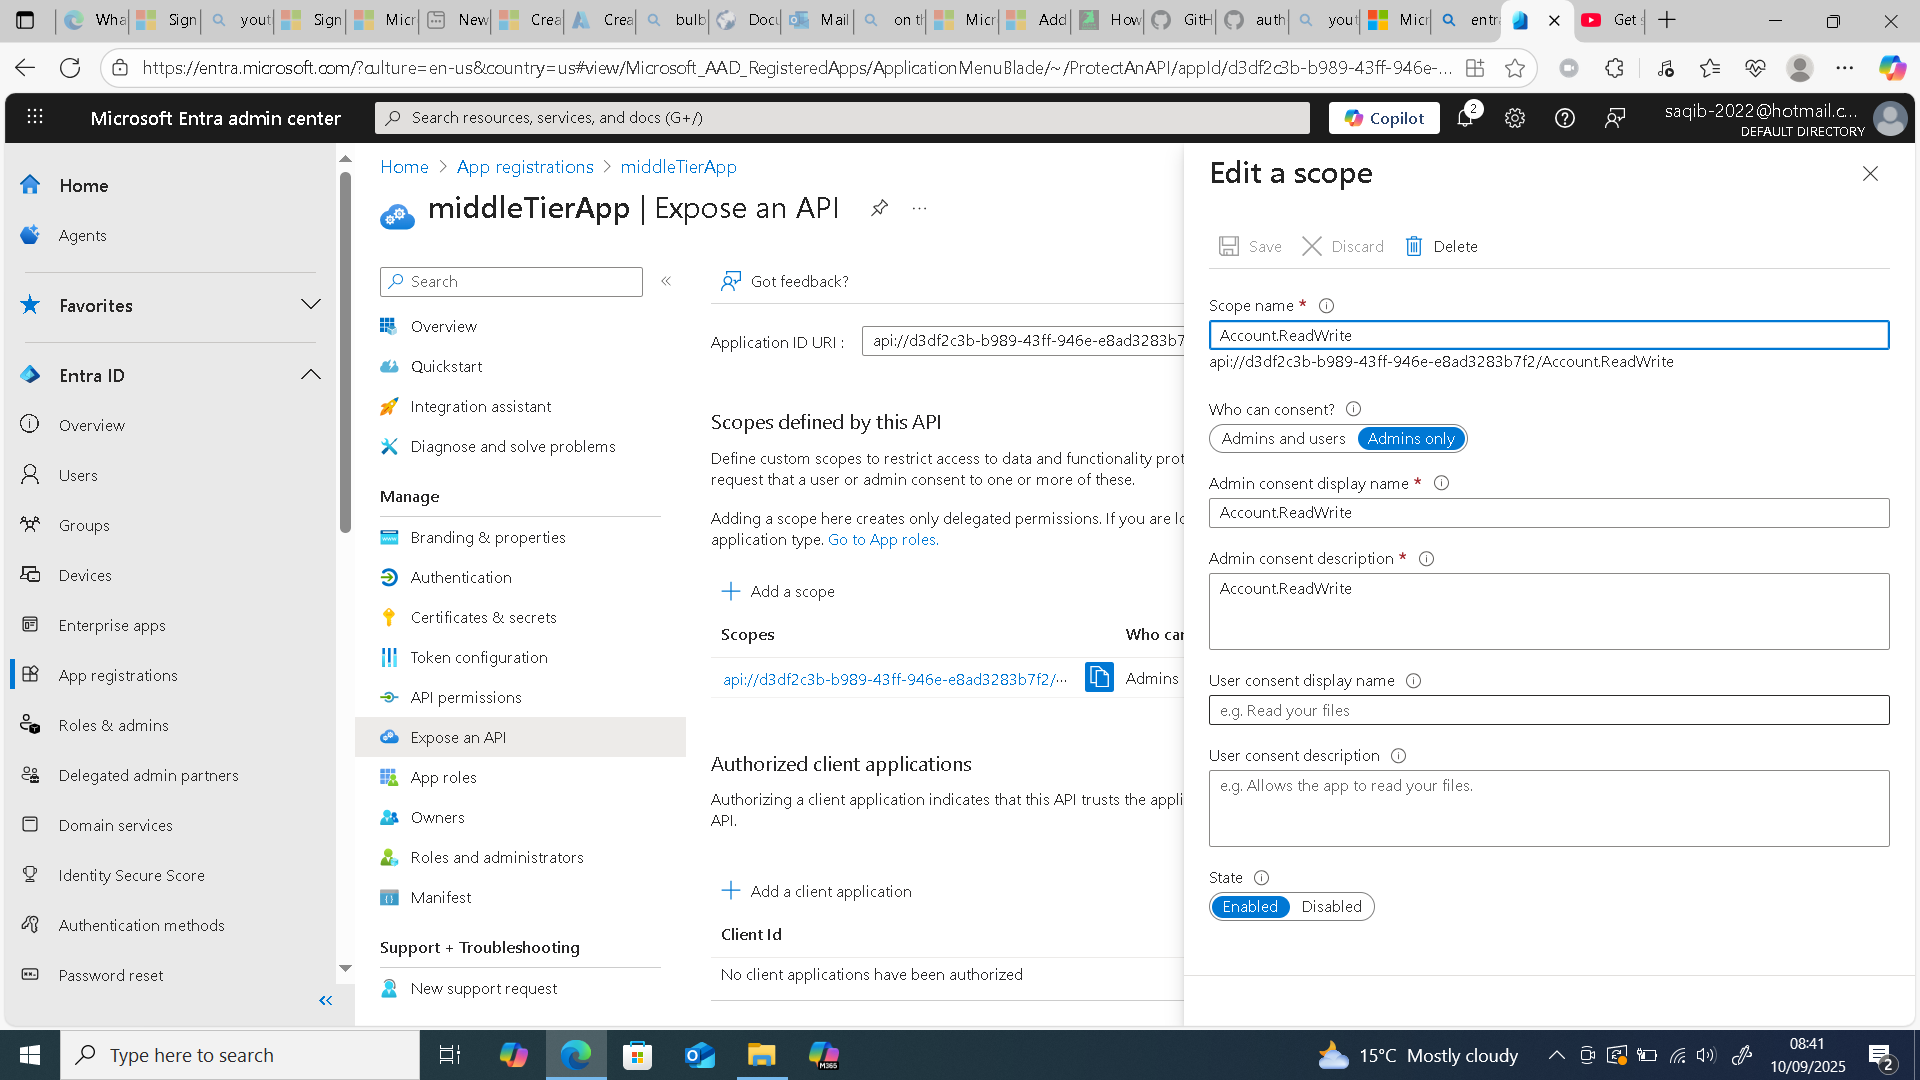 Wha
Sign
yout
Sign
Micr
New
Crea
Crea
bulb
Docu
Mail
on th
Micr
Add
How
GitH
auth
yout
Micr
entra
Get s
https://entra.microsoft.com/?culture=en-us&country=us#view/Microsoft_AAD_RegisteredApps/ApplicationMenuBlade/~/ProtectAnAPI/appId/d3df2c3b-b989-43ff-946e-...
Microsoft Entra admin center
Search resources, services, and docs (G+/)
Copilot
2
saqib-2022@hotmail.c...
DEFAULT DIRECTORY
Home
Agents
Favorites
Entra ID
Overview
Users
Groups
Devices
Enterprise apps
App registrations
Roles & admins
Delegated admin partners
Domain services
Identity Secure Score
Authentication methods
Password reset
Home > App registrations > middleTierApp
middleTierApp | Expose an API
Search
Overview
Quickstart
Integration assistant
Diagnose and solve problems
Manage
Branding & properties
Authentication
Certificates & secrets
Token configuration
API permissions
Expose an API
App roles
Owners
Roles and administrators
Manifest
Support + Troubleshooting
New support request
Got feedback?
Application ID URI :
api://d3df2c3b-b989-43ff-946e-e8ad3283b7
Scopes defined by this API
Define custom scopes to restrict access to data and functionality prot
request that a user or admin consent to one or more of these.
Adding a scope here creates only delegated permissions. If you are lo
application type. Go to App roles.
Add a scope
Scopes
Who can
api://d3df2c3b-b989-43ff-946e-e8ad3283b7f2/...
Admins
Authorized client applications
Authorizing a client application indicates that this API trusts the appli
API.
Add a client application
Client Id
No client applications have been authorized
Edit a scope
Save
Discard
Delete
Scope name *
Account.ReadWrite
api://d3df2c3b-b989-43ff-946e-e8ad3283b7f2/Account.ReadWrite
Who can consent?
Admins and users
Admins only
Admin consent display name *
Account.ReadWrite
Admin consent description *
Account.ReadWrite
User consent display name
e.g. Read your files
User consent description
e.g. Allows the app to read your files.
State
Enabled
Disabled
Type here to search
M365
15°C Mostly cloudy
08:41
10/09/2025
2